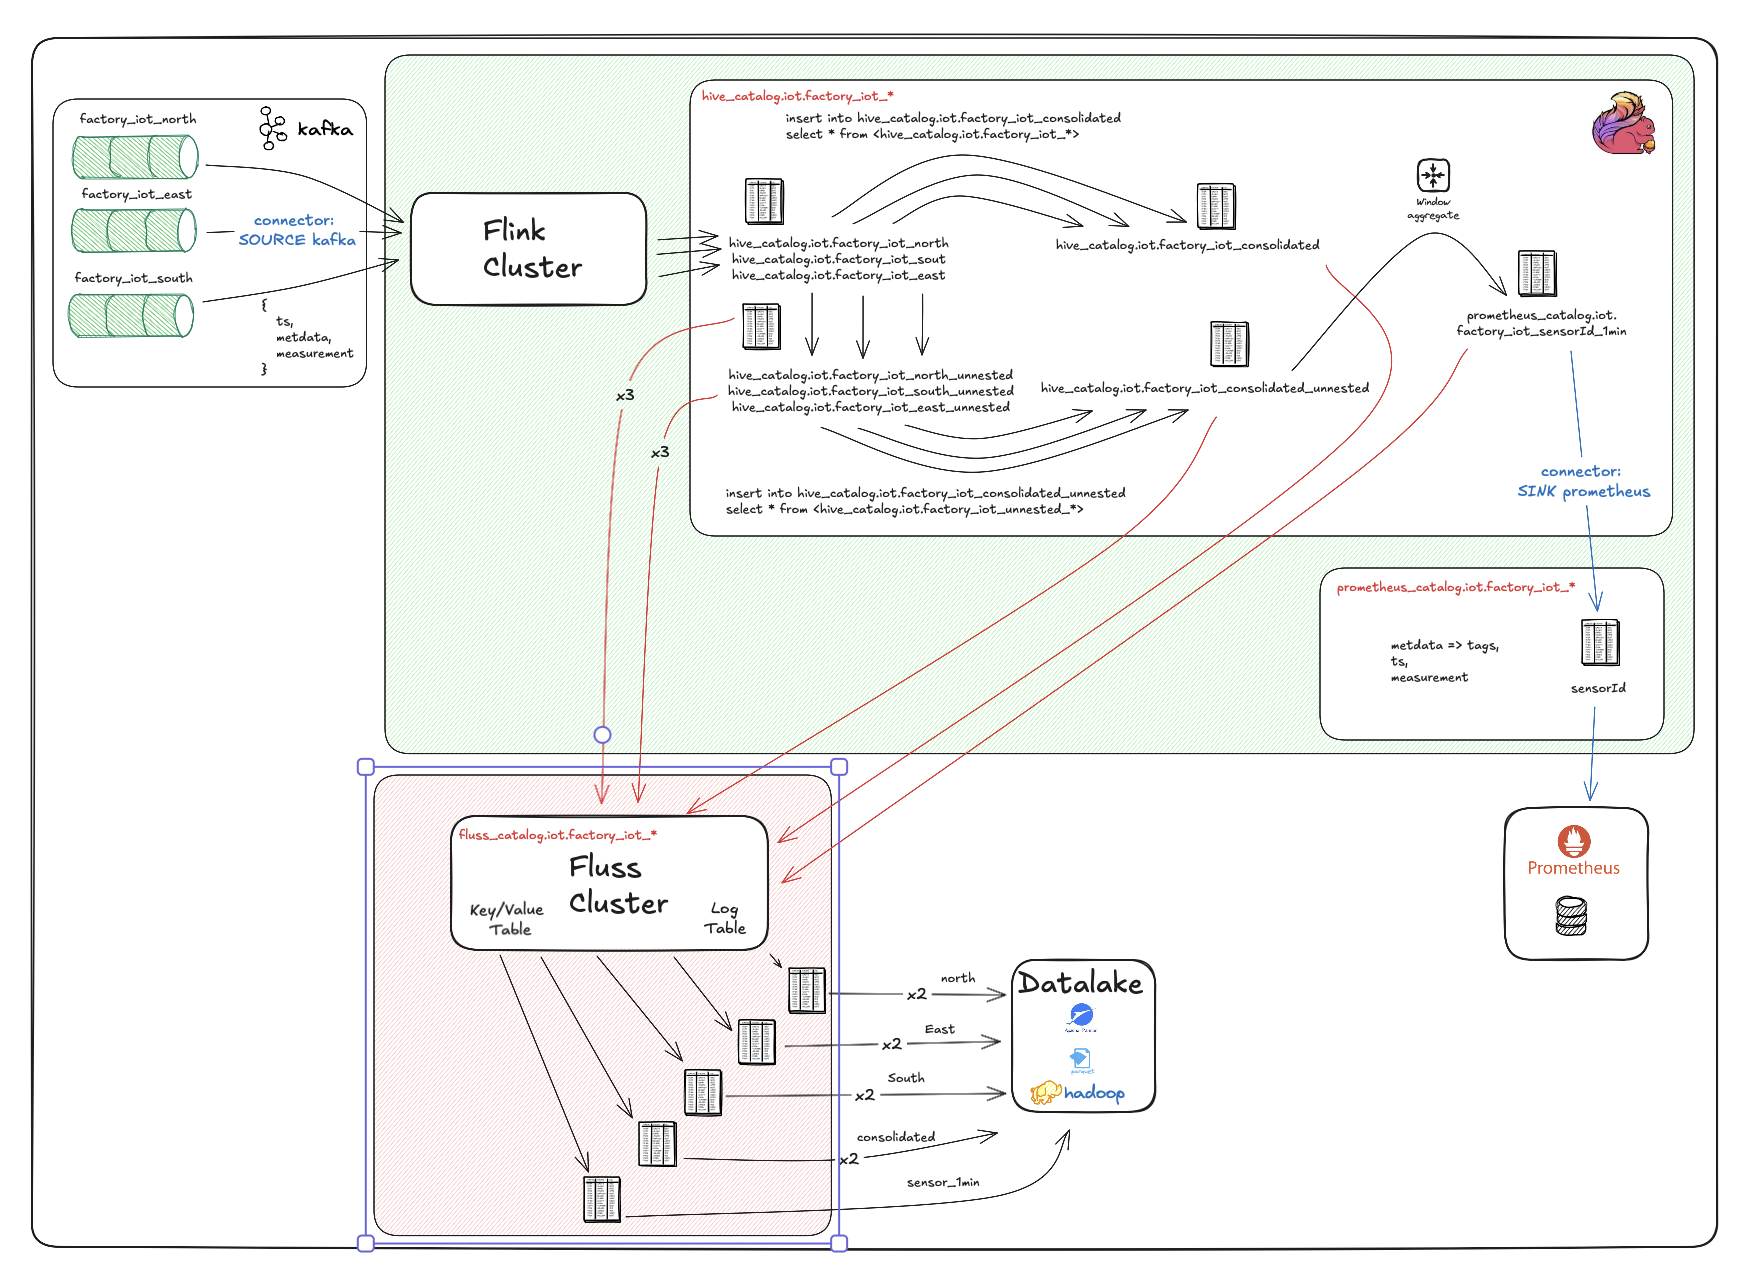 factory_iot_north
kafka
factory_iot_east
connector:
SOURCE kafka
factory_iot_south
{
ts,
metdata,
measurement
}
Flink
Cluster
hive_catalog.iot.factory_iot_*
insert into hive_catalog.iot.factory_iot_consolidated
select * from <hive_catalog.iot.factory_iot_*>
hive_catalog.iot.factory_iot_north
hive_catalog.iot.factory_iot_sout
hive_catalog.iot.factory_iot_east
hive_catalog.iot.factory_iot_consolidated
Window
aggregate
prometheus_catalog.iot.
factory_iot_sensorId_1min
hive_catalog.iot.factory_iot_north_unnested
hive_catalog.iot.factory_iot_south_unnested
hive_catalog.iot.factory_iot_east_unnested
hive_catalog.iot.factory_iot_consolidated_unnested
x3
x3
insert into hive_catalog.iot.factory_iot_consolidated_unnested
select * from <hive_catalog.iot.factory_iot_unnested_*>
connector:
SINK prometheus
prometheus_catalog.iot.factory_iot_*
metdata => tags,
ts,
measurement
sensorId
Prometheus
fluss_catalog.iot.factory_iot_*
Fluss
Cluster
Key/Value
Table
Log
Table
north
x2
East
x2
South
x2
consolidated
x2
sensor_1min
Datalake
parquet
hadoop